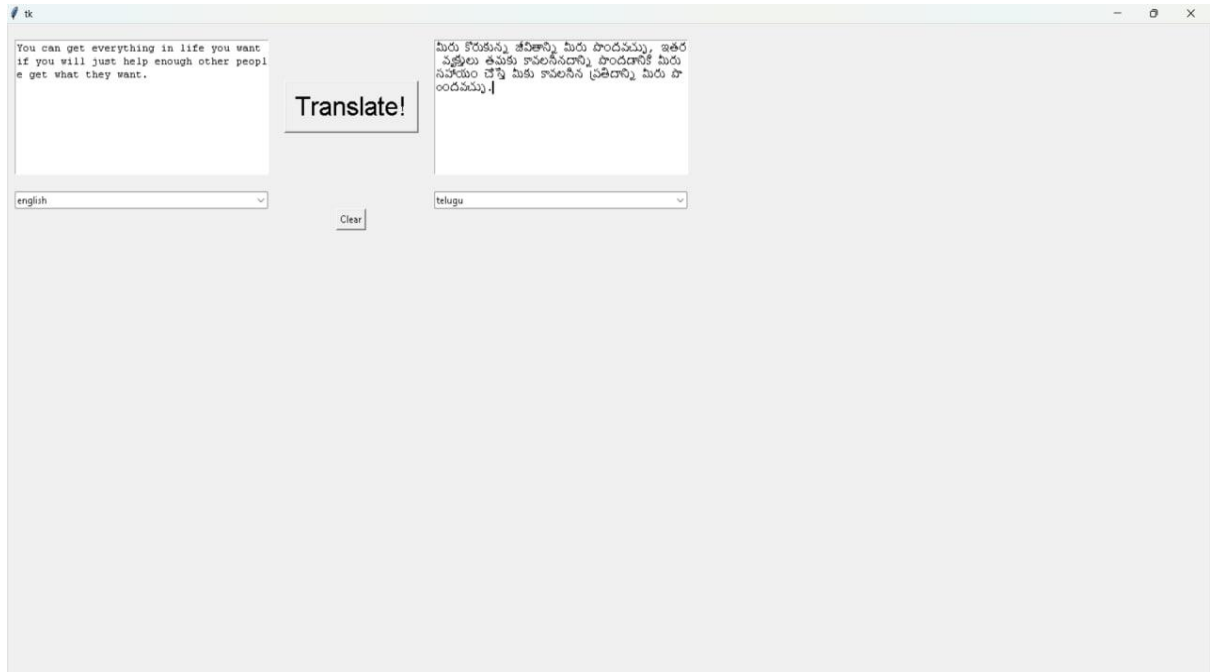 tk
You can get everything in life you want
if you will just help enough other peopl
e get what they want.
Translate!
మీరు కోరుకున్న జీవితాన్ని మీరు పొందవచ్చు, ఇతర
వ్యక్తులు తమకు కావలసినదాన్ని పొందడానికి మీరు
సహాయం చేస్తే మీకు కావలసిన ప్రతిదాన్ని మీరు పొ
ందవచ్చు.
english
telugu
Clear